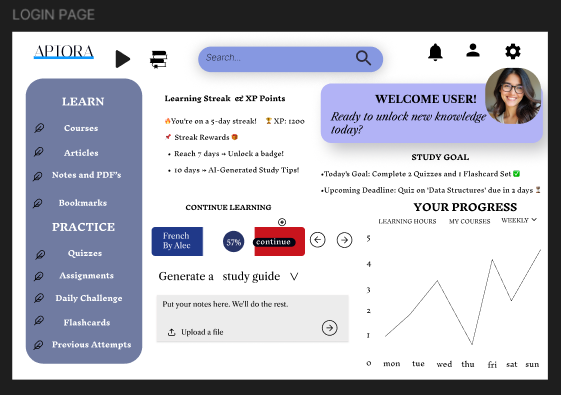 LOGIN PAGE
APTORA
Search...
LEARN
Courses
Articles
Notes and PDF's
Bookmarks
PRACTICE
Quizzes
Assignments
Daily Challenge
Flashcards
Previous Attempts
Learning Streak & XP Points
🔥You're on a 5-day streak! 🏆XP: 1200
📌 Streak Rewards 🎁
• Reach 7 days → Unlock a badge!
• 10 days → AI-Generated Study Tips!
CONTINUE LEARNING
French
By Alec
57%
continue
Generate a study guide
Put your notes here. We'll do the rest.
Upload a file
WELCOME USER!
Ready to unlock new knowledge
today?
STUDY GOAL
•Today's Goal: Complete 2 Quizzes and 1 Flashcard Set ✅
•Upcoming Deadline: Quiz on 'Data Structures' due in 2 days ⏳
YOUR PROGRESS
LEARNING HOURS MY COURSES WEEKLY
5
4
3
2
1
0 mon tue wed thu fri sat sun